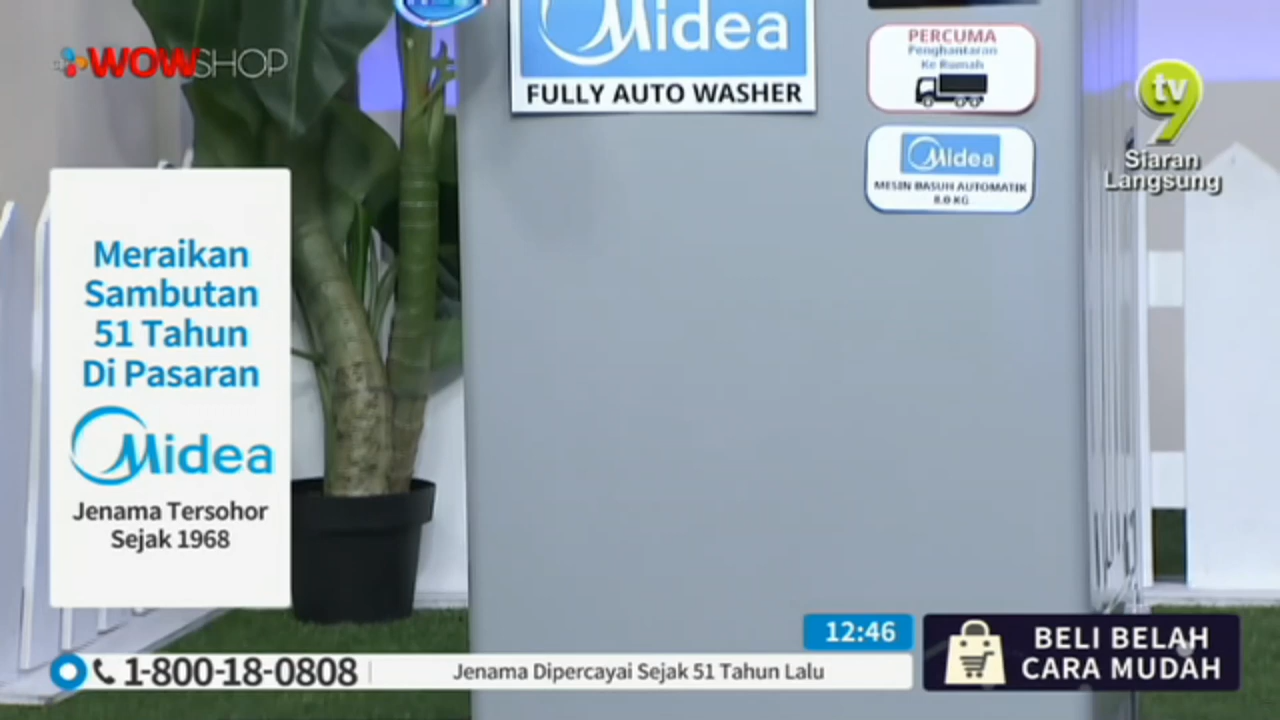 WOWSHOP
Midea
FULLY AUTO WASHER
PERCUMA
Penghantaran
Ke Rumah
Midea
MESIN BASUH AUTOMATIK
8.0 KG
tv9
Siaran
Langsung
Meraikan
Sambutan
51 Tahun
Di Pasaran
Midea
Jenama Tersohor
Sejak 1968
12:46
1-800-18-0808
Jenama Dipercayai Sejak 51 Tahun Lalu
BELI BELAH
CARA MUDAH